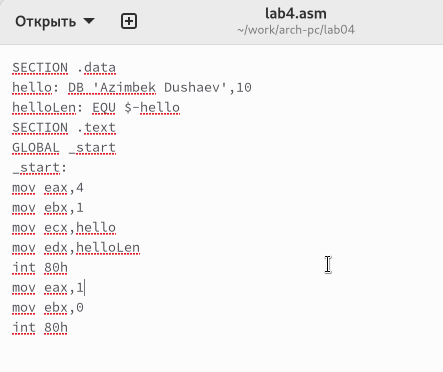 Открыть
lab4.asm
~/work/arch-pc/lab04
SECTION .data
hello: DB 'Azimbek Dushaev',10
helloLen: EQU $-hello
SECTION .text
GLOBAL _start
_start:
mov eax,4
mov ebx,1
mov ecx,hello
mov edx,helloLen
int 80h
mov eax,1
mov ebx,0
int 80h